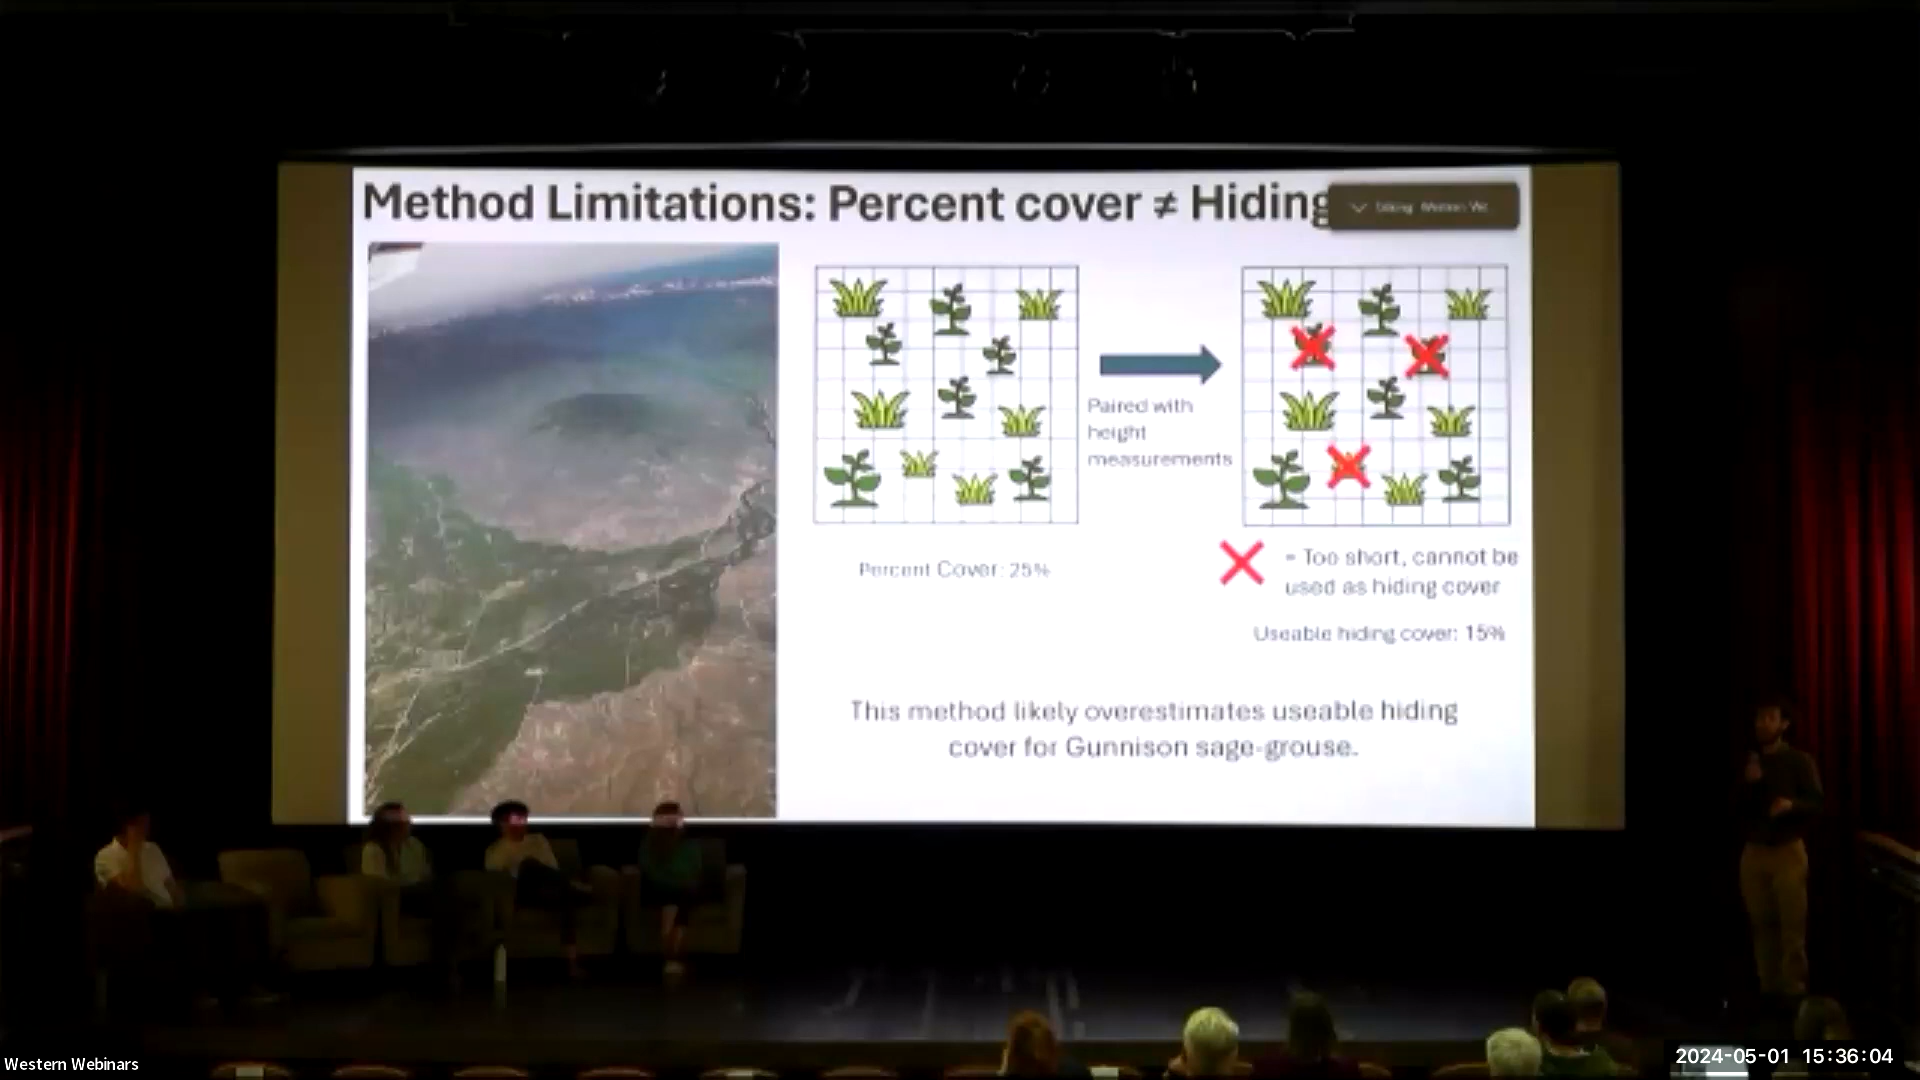 Method Limitations: Percent cover ≠ Hiding
Paired with
height
measurements
Percent Cover: 25%
= Too short, cannot be
used as hiding cover
Useable hiding cover: 15%
This method likely overestimates useable hiding
cover for Gunnison sage-grouse.
Western Webinars
2024-05-01 15:36:04